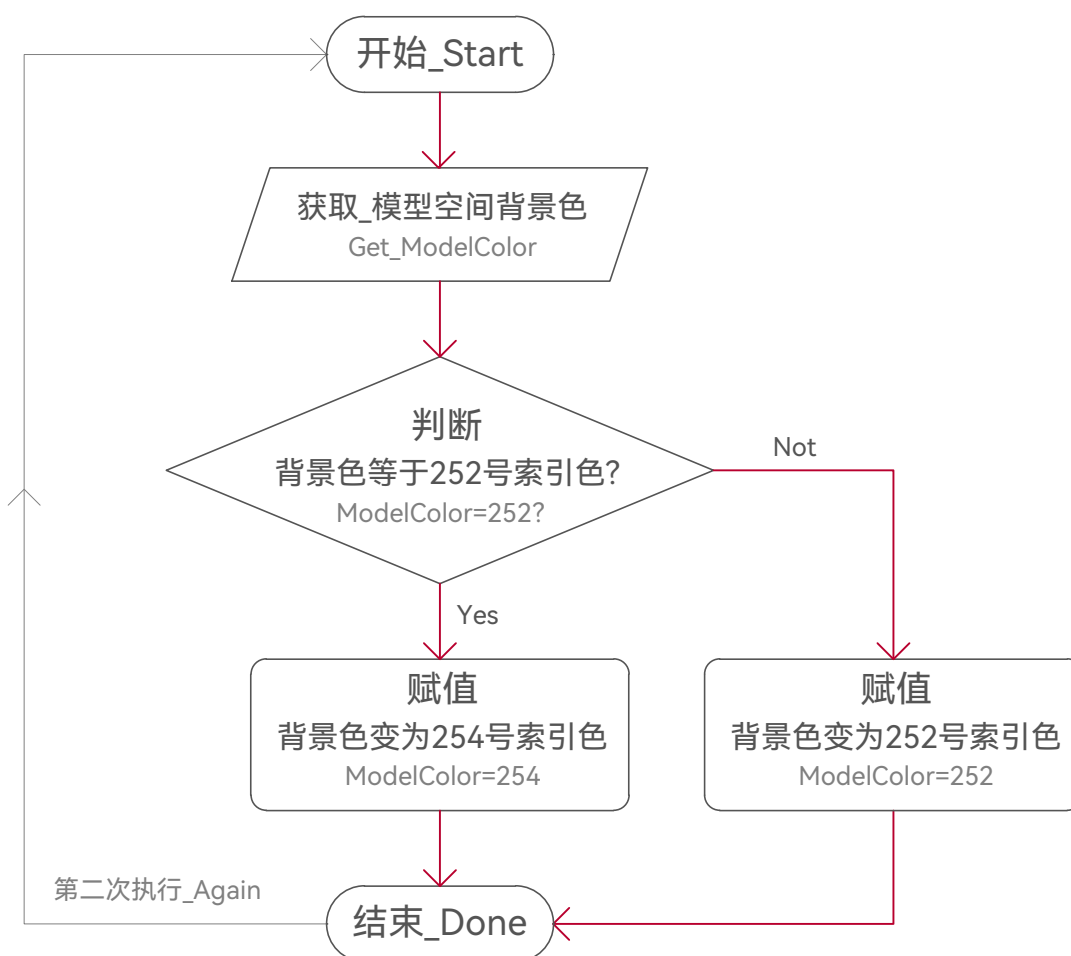 开始_Start
获取_模型空间背景色
Get_ModelColor
判断
背景色等于252号索引色?
ModelColor=252?
Not
Yes
赋值
背景色变为254号索引色
ModelColor=254
赋值
背景色变为252号索引色
ModelColor=252
第二次执行_Again
结束_Done